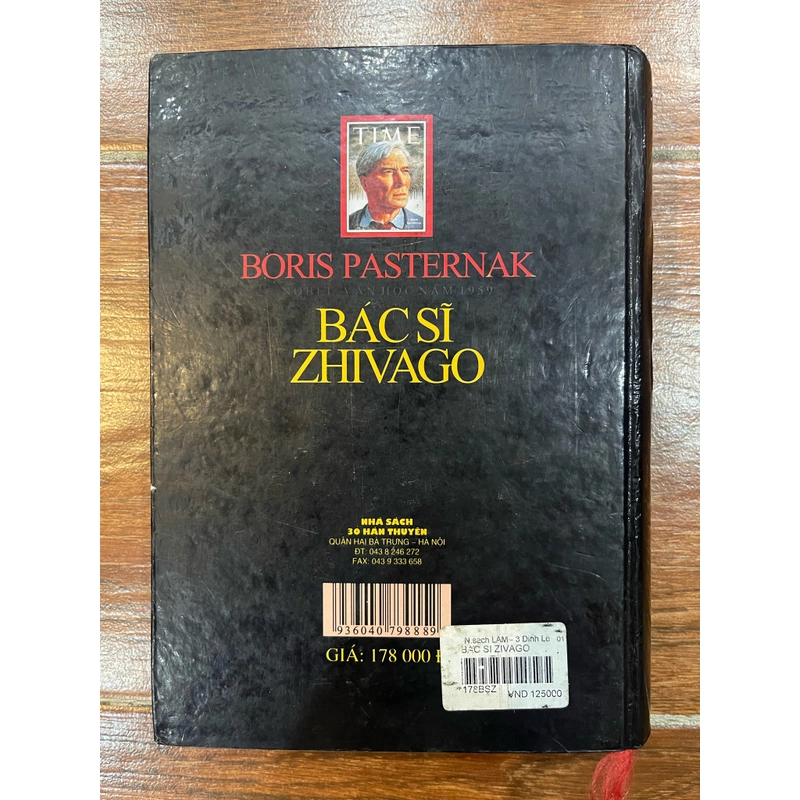 TIME
BORIS PASTERNAK
NOBEL VĂN HỌC NĂM 1959
BÁC SĨ
ZHIVAGO
NHÀ SÁCH
30 HÀN THUYÊN
QUẬN HAI BÀ TRƯNG – HÀ NỘI
ĐT: 043 8 246 272
FAX: 043 9 333 658
936040 798889
GIÁ: 178 000 Đ
N.sách LAM - 3 Đinh Lễ 01
BAC SI ZIVAGO
178BSZ VND 125000